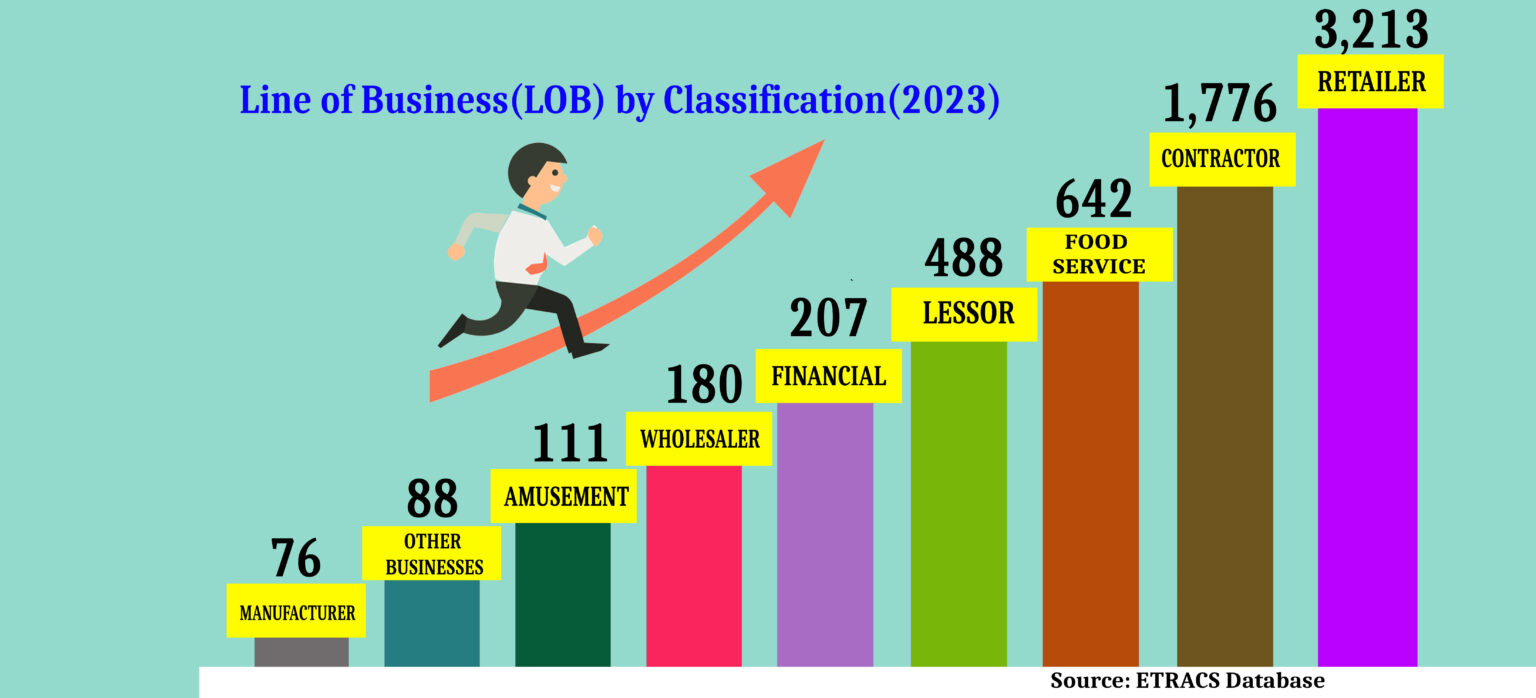 Line of Business(LOB) by Classification(2023)
76
MANUFACTURER
88
OTHER
BUSINESSES
111
AMUSEMENT
180
WHOLESALER
207
FINANCIAL
488
LESSOR
642
FOOD
SERVICE
1,776
CONTRACTOR
3,213
RETAILER
Source: ETRACS Database